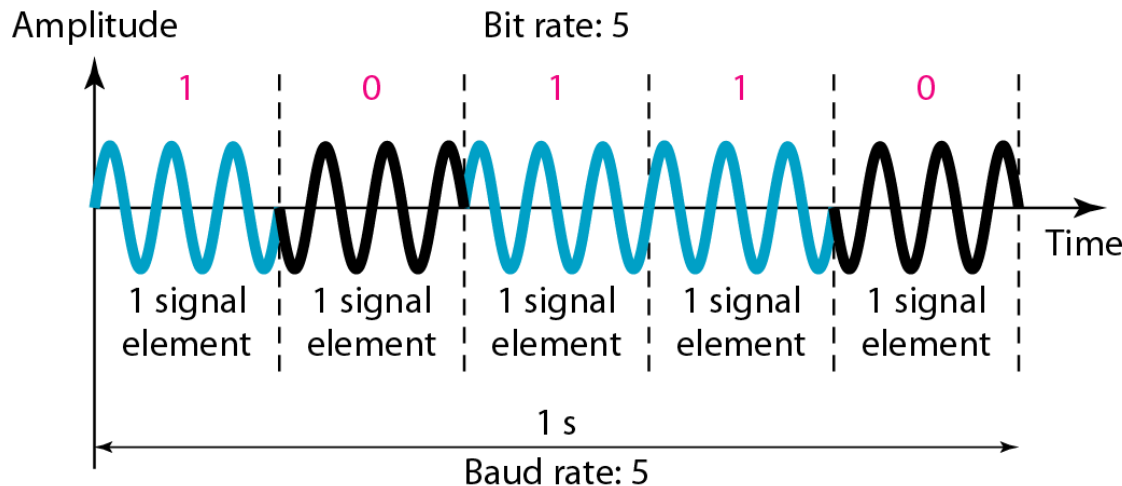 Amplitude
Bit rate: 5
1 0 1 1 0
Time
1 signal 1 signal 1 signal 1 signal 1 signal
element element element element element
1 s
Baud rate: 5